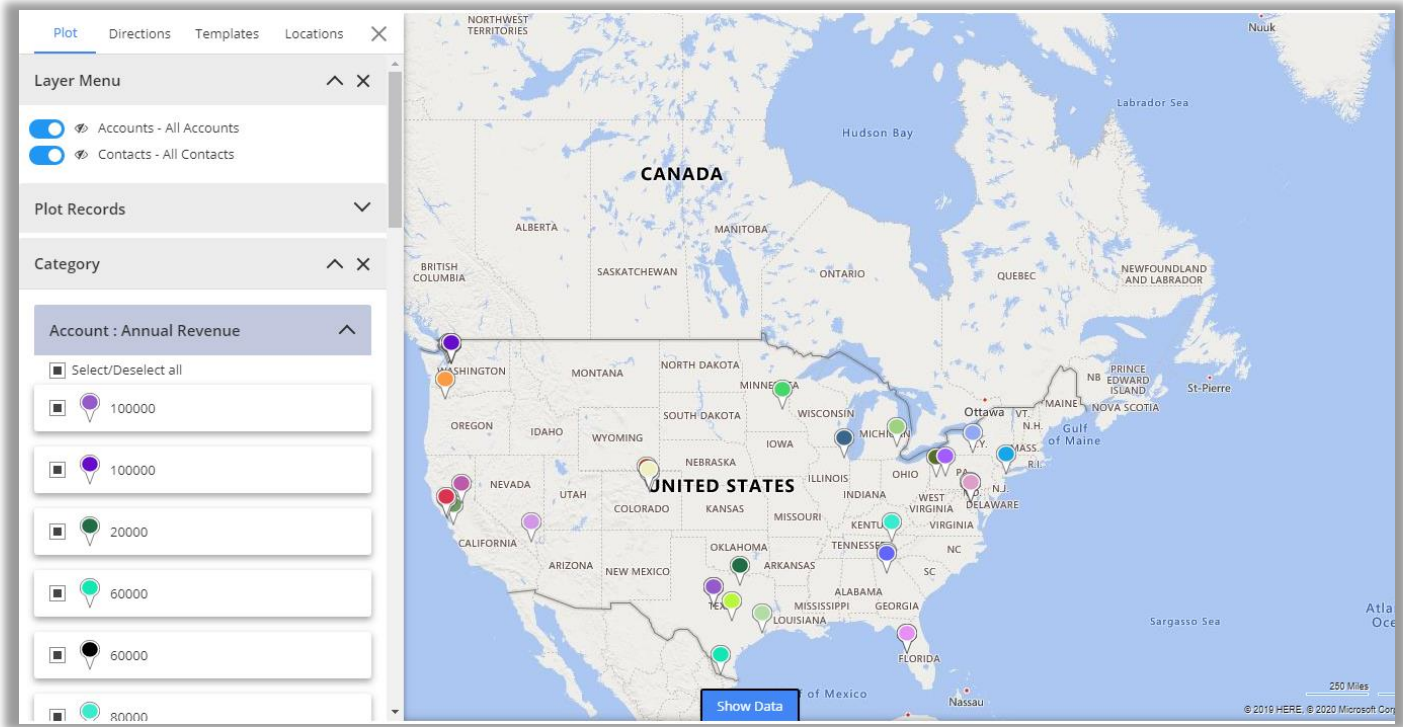 Plot Directions Templates Locations
Layer Menu
Accounts - All Accounts
Contacts - All Contacts
Plot Records
Category
Account : Annual Revenue
Select/Deselect all
100000
100000
20000
60000
60000
80000
NORTHWEST
TERRITORIES
Nuuk
Labrador Sea
Hudson Bay
CANADA
ALBERTA
MANITOBA
BRITISH
COLUMBIA
SASKATCHEWAN
ONTARIO
QUEBEC
NEWFOUNDLAND
AND LABRADOR
WASHINGTON
MONTANA
NORTH DAKOTA
MINNESOTA
NB
PRINCE
EDWARD
ISLAND
St-Pierre
MAINE
NOVA SCOTIA
Ottawa
VT.
N.H.
Gulf
of Maine
OREGON
IDAHO
WYOMING
SOUTH DAKOTA
WISCONSIN
MICHIGAN
N.Y.
MASS.
R.I.
IOWA
NEBRASKA
NEVADA
UTAH
UNITED STATES
ILLINOIS
OHIO
PA.
N.J.
INDIANA
COLORADO
KANSAS
MISSOURI
WEST
VIRGINIA
DELAWARE
KENTUCKY
VIRGINIA
CALIFORNIA
OKLAHOMA
TENNESSEE
NC
ARIZONA
NEW MEXICO
ARKANSAS
SC
ALABAMA
TEXAS
MISSISSIPPI
GEORGIA
LOUISIANA
Sargasso Sea
Atla
Oce
FLORIDA
of Mexico
Nassau
Show Data
250 Miles
© 2019 HERE, © 2020 Microsoft Cor